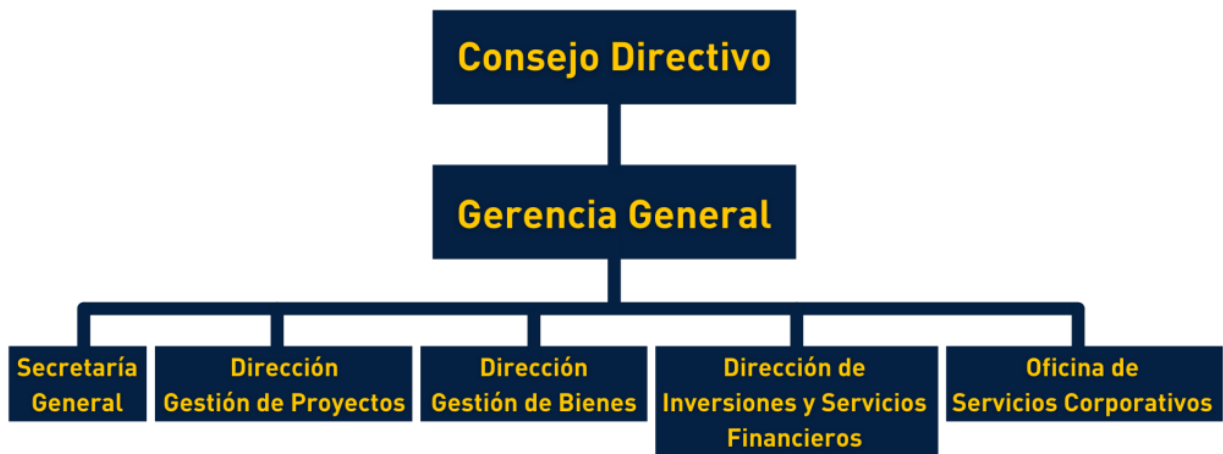 Consejo Directivo
Gerencia General
Secretaría
General
Dirección
Gestión de Proyectos
Dirección
Gestión de Bienes
Dirección de
Inversiones y Servicios
Financieros
Oficina de
Servicios Corporativos